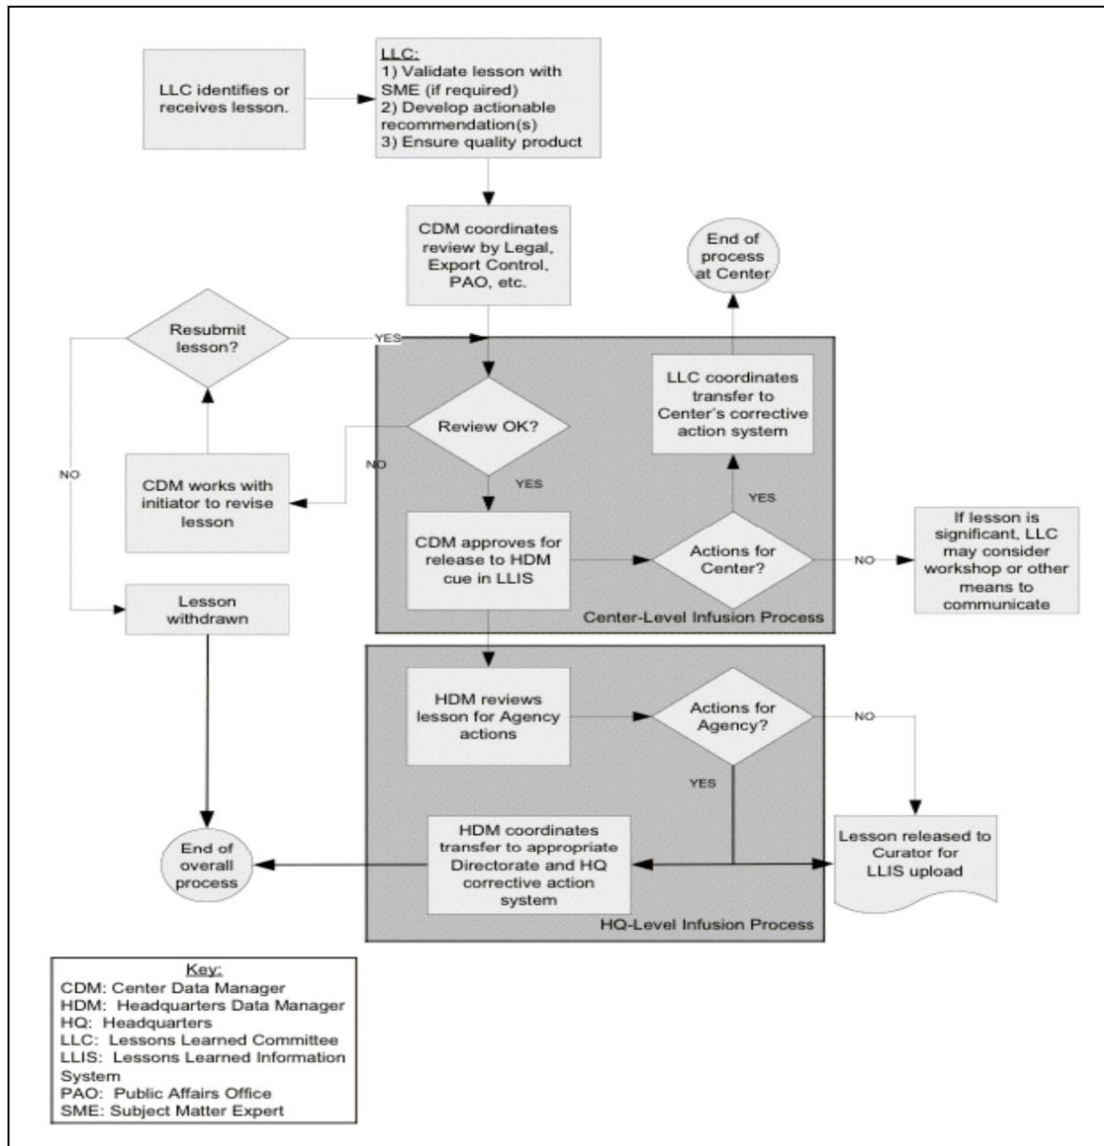 LLC identifies or
receives lesson.
LLC:
1) Validate lesson with
SME (if required)
2) Develop actionable
recommendation(s)
3) Ensure quality product
CDM coordinates
review by Legal,
Export Control,
PAO, etc.
End of
process
at Center
Resubmit
lesson?
YES
LLC coordinates
transfer to
Center's corrective
action system
Review OK?
NO
NO
CDM works with
initiator to revise
lesson
YES
YES
CDM approves for
release to HDM
cue in LLIS
Actions for
Center?
NO
If lesson is
significant, LLC
may consider
workshop or other
means to
communicate
Lesson
withdrawn
Center-Level Infusion Process
HDM reviews
lesson for Agency
actions
Actions for
Agency?
NO
YES
End of
overall
process
HDM coordinates
transfer to appropriate
Directorate and HQ
corrective action
system
Lesson released to
Curator for
LLIS upload
HQ-Level Infusion Process
Key:
CDM: Center Data Manager
HDM: Headquarters Data Manager
HQ: Headquarters
LLC: Lessons Learned Committee
LLIS: Lessons Learned Information
System
PAO: Public Affairs Office
SME: Subject Matter Expert